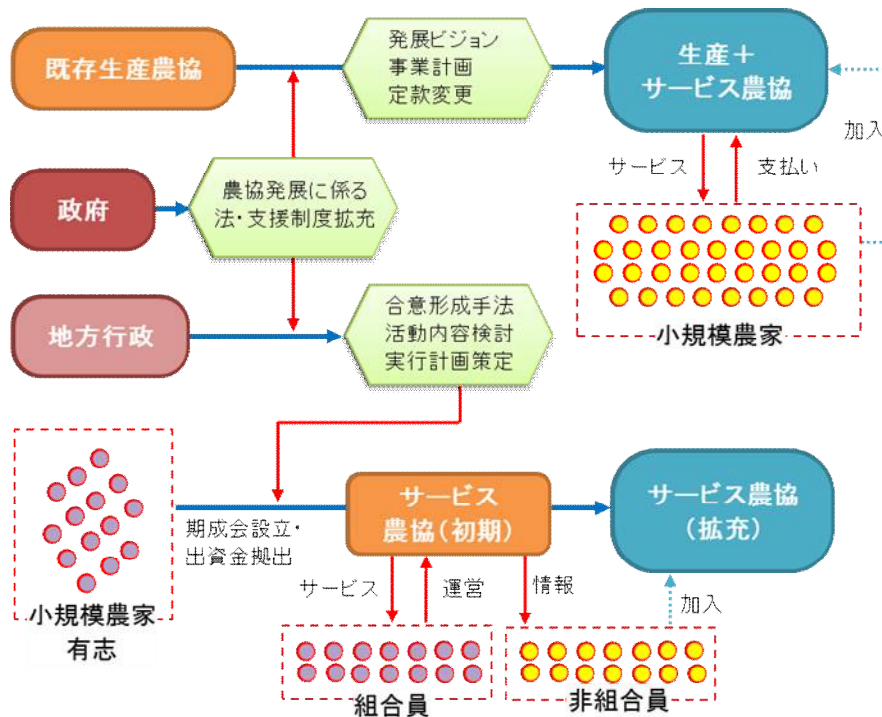 既存生産農協
発展ビジョン
事業計画
定款変更
生産＋
サービス農協
加入
サービス
支払い
政府
農協発展に係る
法・支援制度拡充
小規模農家
地方行政
合意形成手法
活動内容検討
実行計画策定
小規模農家
有志
期成会設立・
出資金拠出
サービス
農協（初期）
サービス農協
（拡充）
サービス
運営
情報
加入
組合員
非組合員